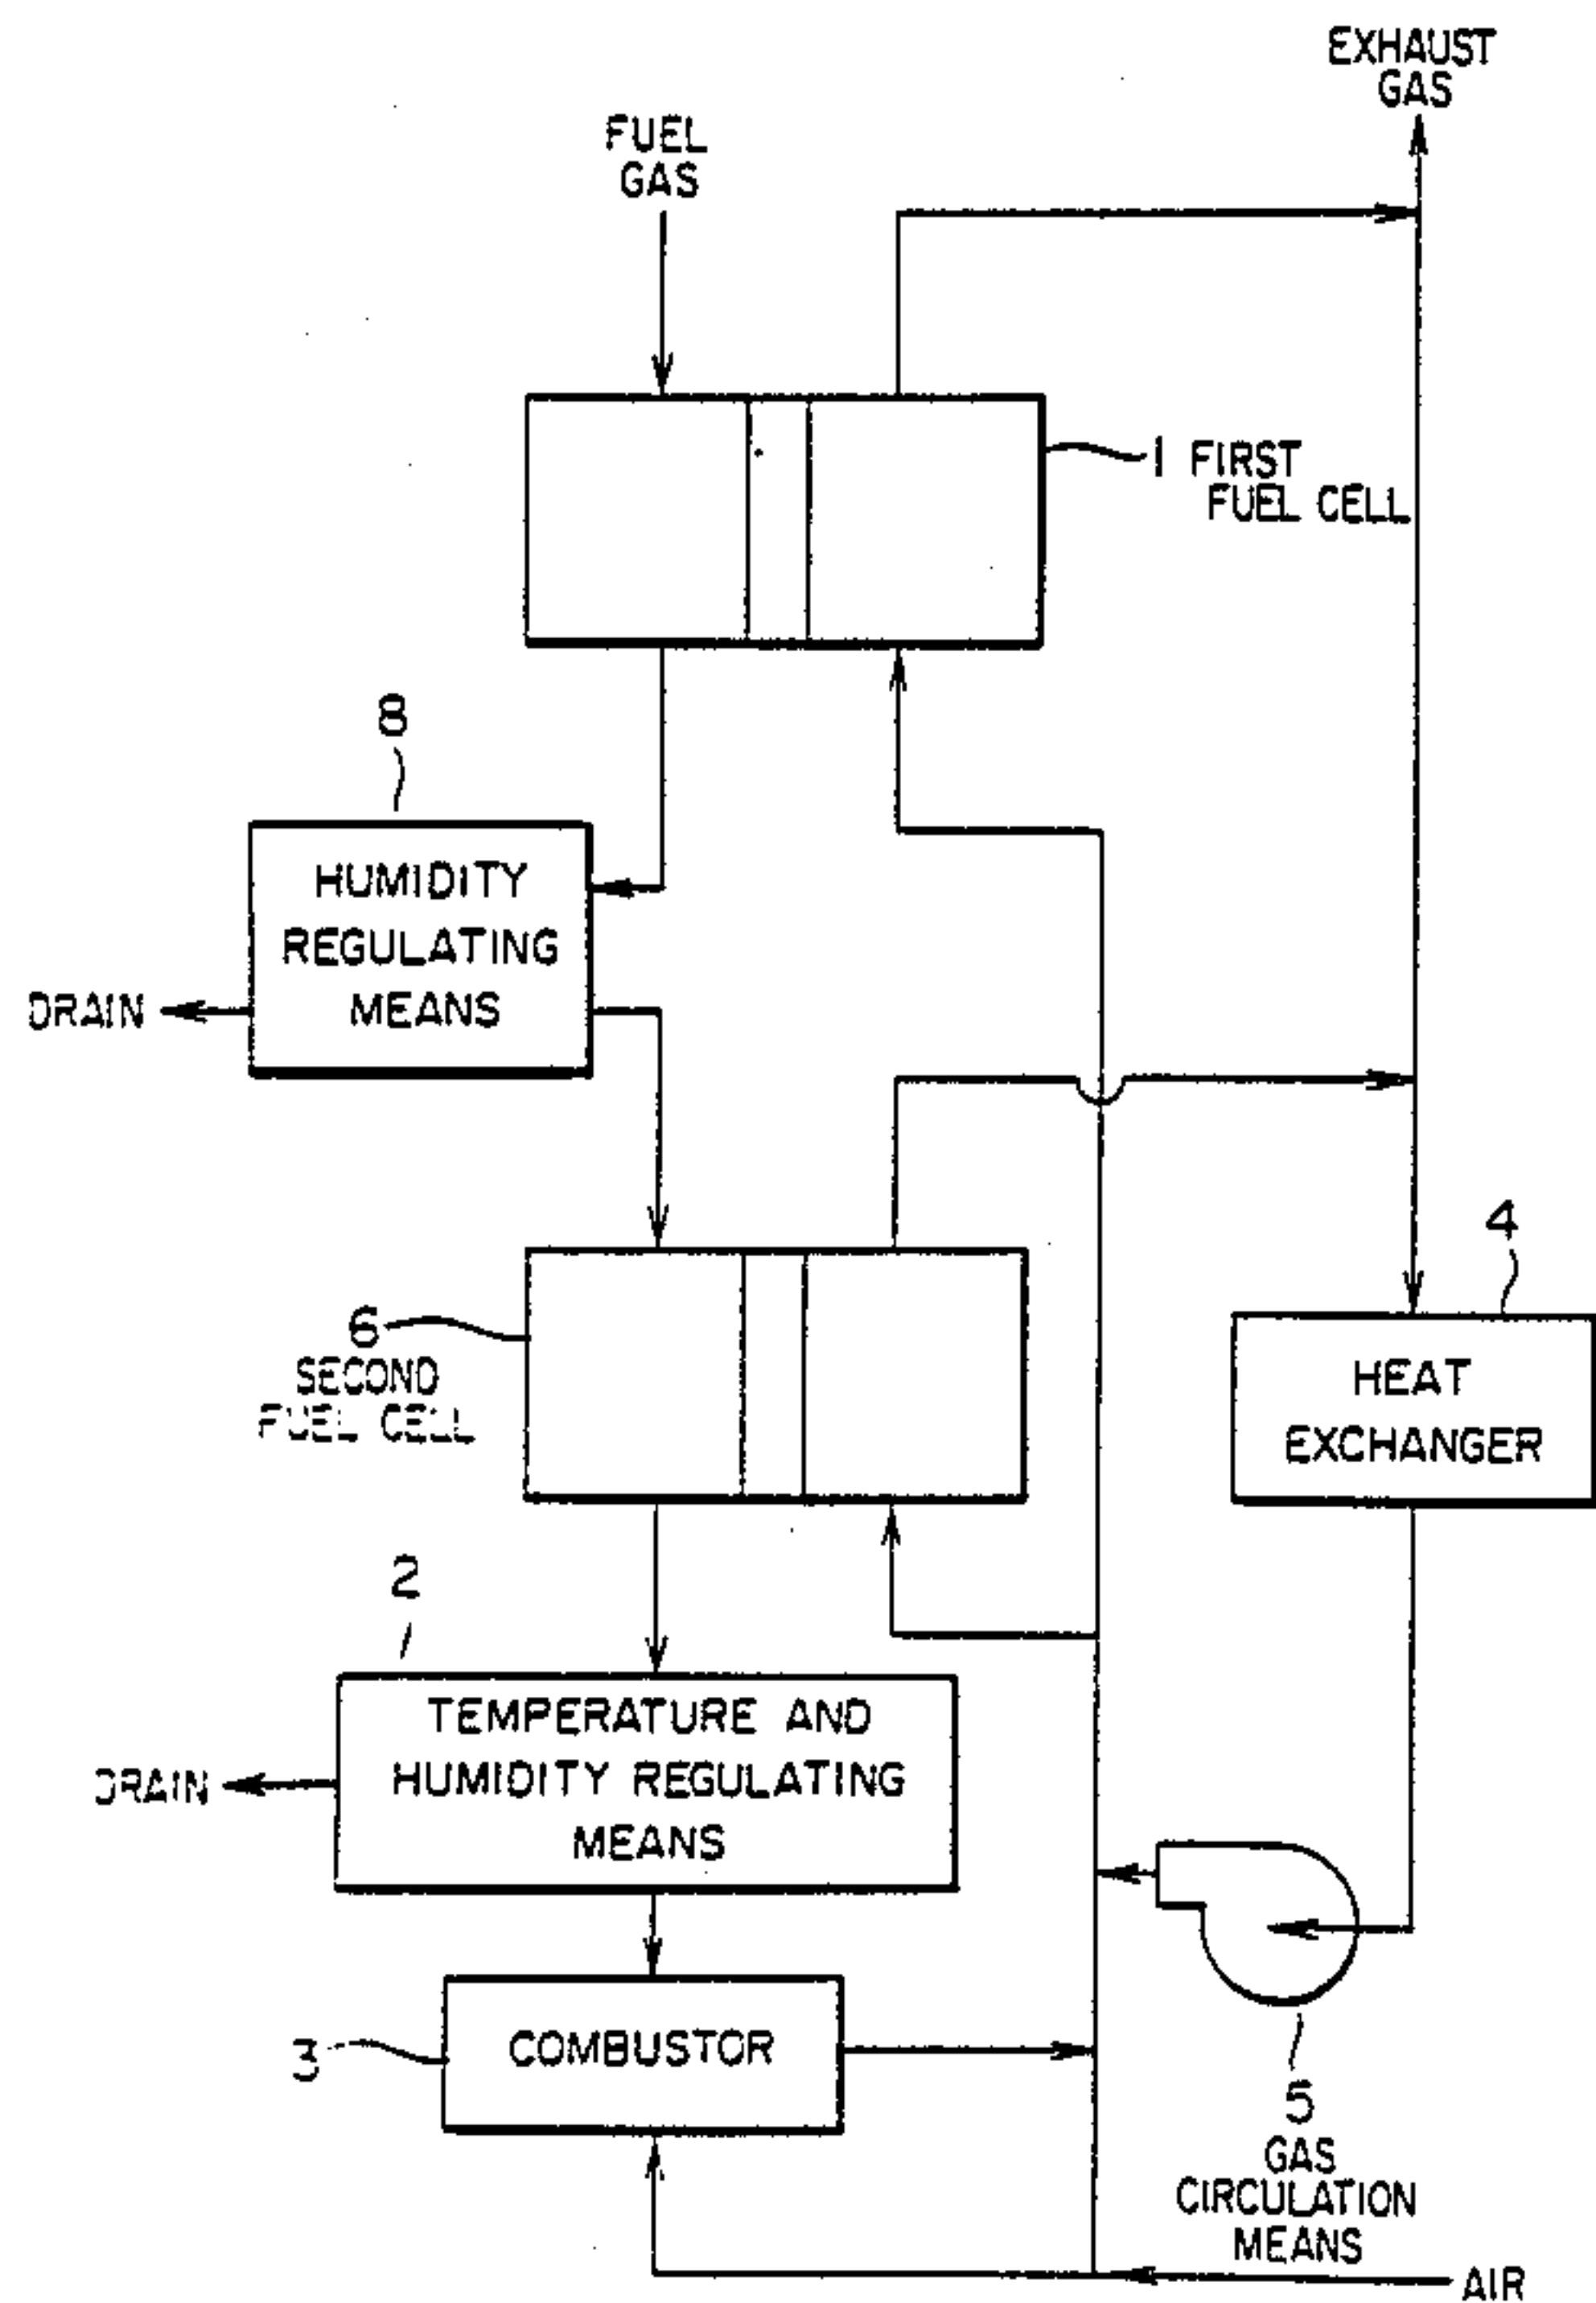 EXHAUST
GAS
FUEL
GAS
1 FIRST
FUEL CELL
8
HUMIDITY
REGULATING
MEANS
DRAIN
4
6
SECOND
FUEL CELL
HEAT
EXCHANGER
2
TEMPERATURE AND
HUMIDITY REGULATING
MEANS
DRAIN
3
COMBUSTOR
5
GAS
CIRCULATION
MEANS
AIR